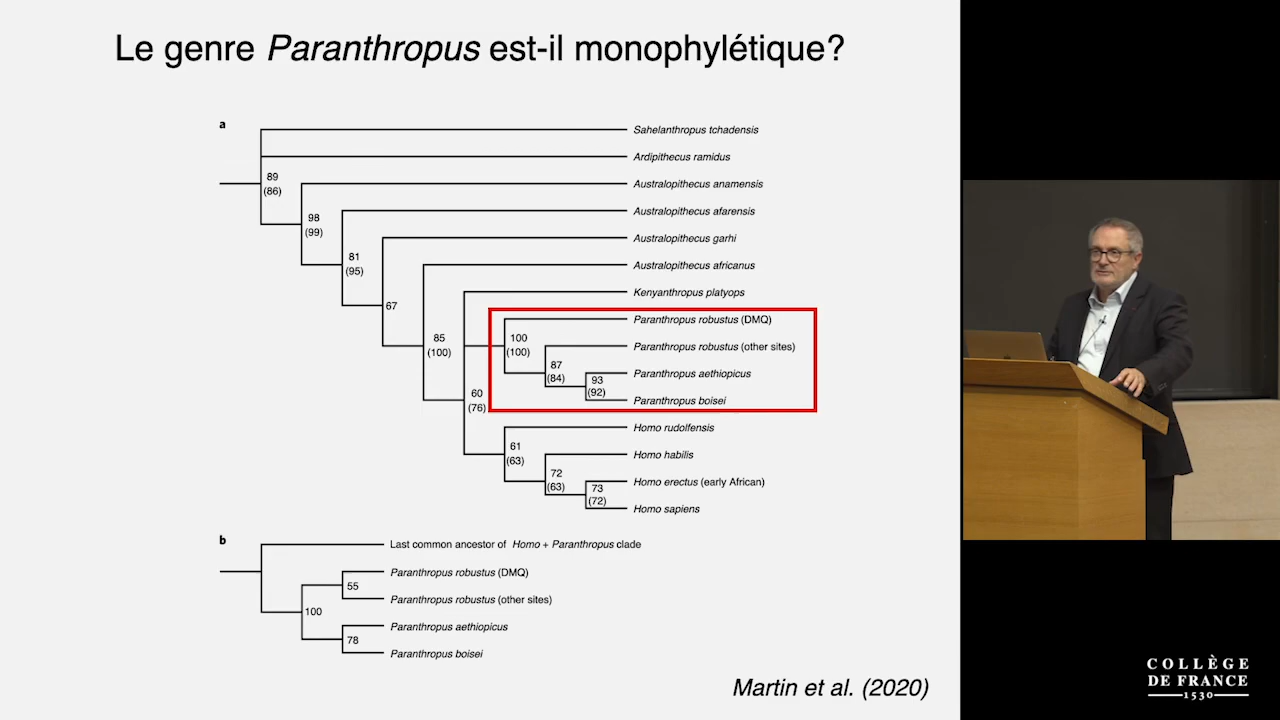 Le genre Paranthropus est-il monophylétique?
a
Sahelanthropus tchadensis
Ardipithecus ramidus
89
(86)
Australopithecus anamensis
98
(99)
Australopithecus afarensis
81
(95)
Australopithecus garhi
67
Australopithecus africanus
85
(100)
Kenyanthropus platyops
60
(76)
Paranthropus robustus (DMQ)
100
(100)
Paranthropus robustus (other sites)
87
(84)
Paranthropus aethiopicus
93
(92)
Paranthropus boisei
Homo rudolfensis
61
(63)
Homo habilis
72
(63)
Homo erectus (early African)
73
(72)
Homo sapiens
b
Last common ancestor of Homo + Paranthropus clade
Paranthropus robustus (DMQ)
55
Paranthropus robustus (other sites)
100
Paranthropus aethiopicus
78
Paranthropus boisei
Martin et al. (2020)
COLLÈGE
DE FRANCE
1530